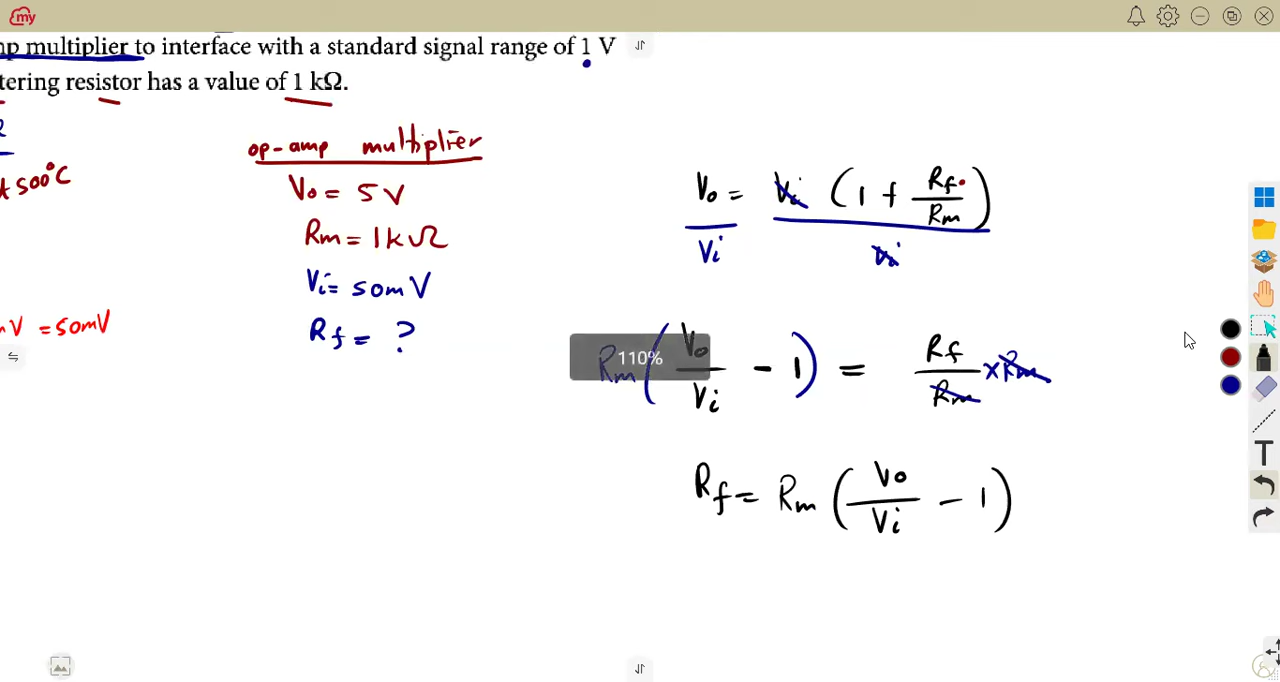 my
mp multiplier to interface with a standard signal range of 1 V
tering resistor has a value of 1 kΩ.
500°C
mV = 50mV
op-amp multiplier
Vo = 5V
Rm = 1kΩ
Vi = 50mV
Rf = ?
Vo = Vi (1 + Rf/Rm)
Vi Vi
Rm (Vo/Vi - 1) = Rf/Rm × Rm
110%
Rf = Rm (Vo/Vi - 1)
T